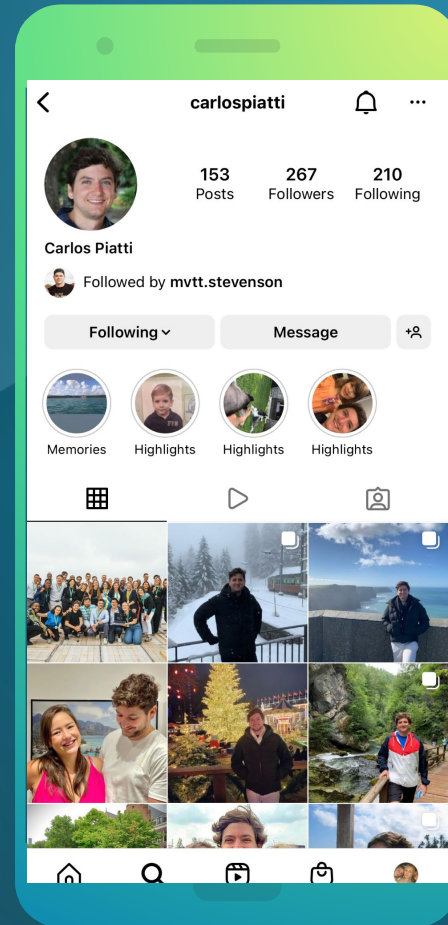 carlospiatti
153
267
210
Posts
Followers
Following
Carlos Piatti
Followed by mvtt.stevenson
Following
Message
Memories
Highlights
Highlights
Highlights